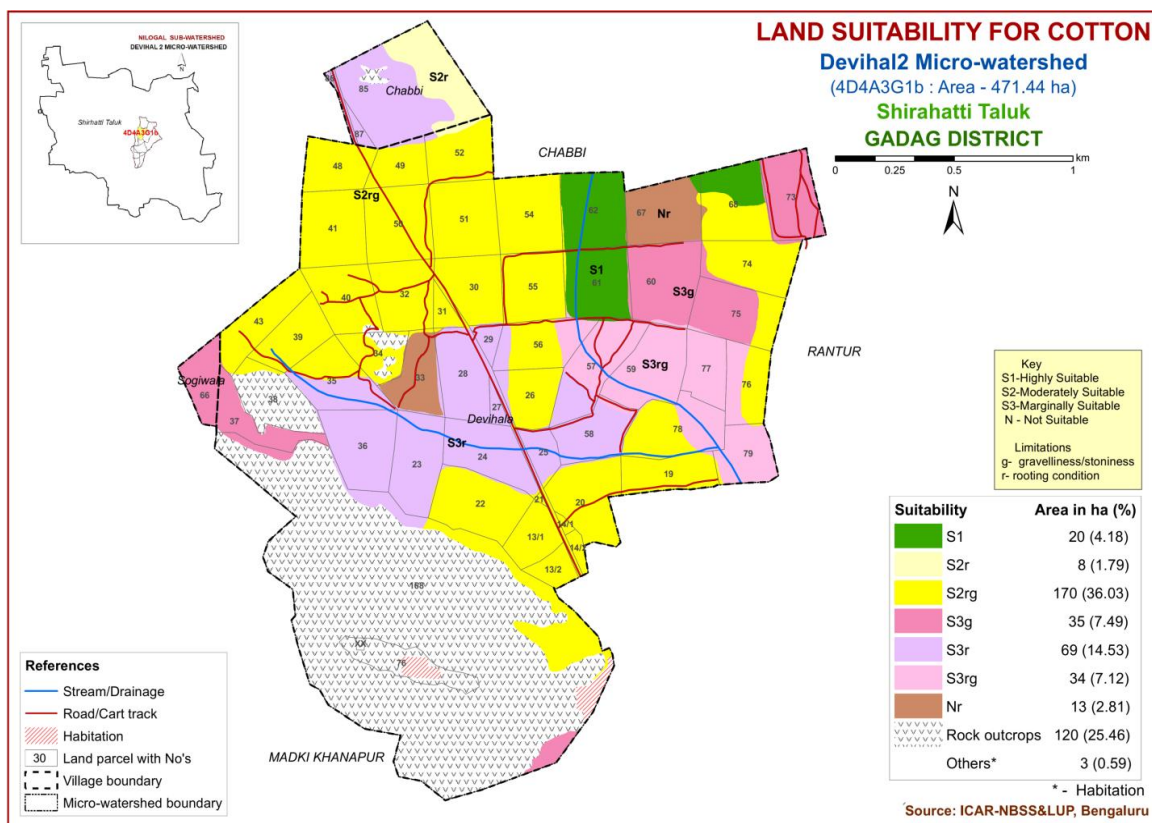 LAND SUITABILITY FOR COTTON
Devihal2 Micro-watershed
(4D4A3G1b : Area - 471.44 ha)
Shirahatti Taluk
GADAG DISTRICT
0 0.25 0.5 1
km
N
NILOGAL SUB-WATERSHED
DEVIHAL 2 MICRO-WATERSHED
N
Shirhatti Taluk
4D4A3G1b
85
Chabbi
S2r
87
CHABBI
48
49
52
S2rg
41
50
51
54
62
67
Nr
68
73
S1
61
60
S3g
74
40
32
30
55
31
75
43
39
34
33
29
28
56
57
59
S3rg
77
76
RANTUR
Sogiwala
66
37
38
35
27
26
Devihala
S3r
36
23
24
25
58
78
79
22
21
20
19
14/1
13/1
13/2
168
XX
76
MADKI KHANAPUR
Key
S1-Highly Suitable
S2-Moderately Suitable
S3-Marginally Suitable
N - Not Suitable
Limitations
g- gravelliness/stoniness
r- rooting condition
Suitability Area in ha (%)
S1 20 (4.18)
S2r 8 (1.79)
S2rg 170 (36.03)
S3g 35 (7.49)
S3r 69 (14.53)
S3rg 34 (7.12)
Nr 13 (2.81)
Rock outcrops 120 (25.46)
Others* 3 (0.59)
* - Habitation
Source: ICAR-NBSS&LUP, Bengaluru
References
Stream/Drainage
Road/Cart track
Habitation
30 Land parcel with No's
Village boundary
Micro-watershed boundary